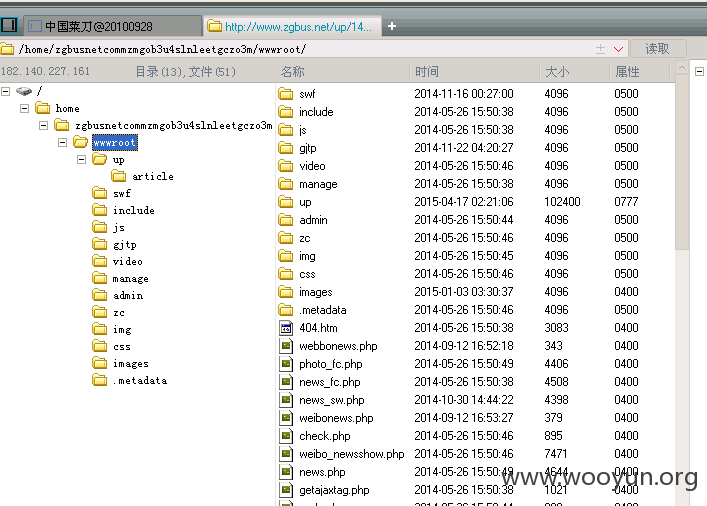 中国菜刀@20100928 http://www.zgbus.net/up/14... +
/home/zgbusnetcommzmgob3u4slnleetgczo3m/wwwroot/ 读取
182.140.227.161 目录(13),文件(51) 名称 时间 大小 属性
/
home
zgbusnetcommzmgob3u4slnleetgczo3m
wwwroot
up
article
swf
include
js
gjtp
video
manage
admin
zc
img
css
images
.metadata
swf 2014-11-16 00:27:00 4096 0500
include 2014-05-26 15:50:38 4096 0500
js 2014-05-26 15:50:38 4096 0500
gjtp 2014-11-22 04:20:27 4096 0500
video 2014-05-26 15:50:46 4096 0500
manage 2014-05-26 15:50:38 4096 0500
up 2015-04-17 02:21:06 102400 0777
admin 2014-05-26 15:50:44 4096 0500
zc 2014-05-26 15:50:46 4096 0500
img 2014-05-26 15:50:45 4096 0500
css 2014-05-26 15:50:46 4096 0500
images 2015-01-03 03:30:37 4096 0400
.metadata 2014-05-26 15:50:46 4096 0500
404.htm 2014-05-26 15:50:38 3083 0400
webbonews.php 2014-09-12 16:52:18 343 0400
photo_fc.php 2014-05-26 15:50:49 4406 0400
news_fc.php 2014-05-26 15:50:38 4508 0400
news_sw.php 2014-10-30 14:44:22 4398 0400
weibonews.php 2014-09-12 16:53:27 379 0400
check.php 2014-05-26 15:50:46 895 0400
weibo_newsshow.php 2014-05-26 15:50:46 7471 0400
news.php 2014-05-26 15:50:49 4644 0400
getajaxtag.php 2014-05-26 15:50:38 1021 0400
www.wooyun.org